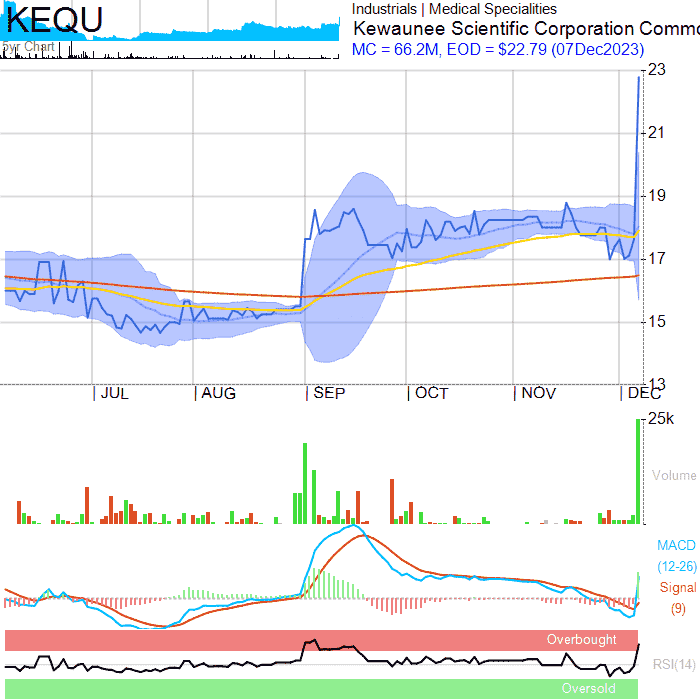 KEQU
5yr Chart
Industrials | Medical Specialities
Kewaunee Scientific Corporation Commo
MC = 66.2M, EOD = $22.79 (07Dec2023)
23
21
19
17
15
13
JUL AUG SEP OCT NOV DEC
25k
Volume
MACD
(12-26)
Signal
(9)
Overbought
RSI(14)
Oversold